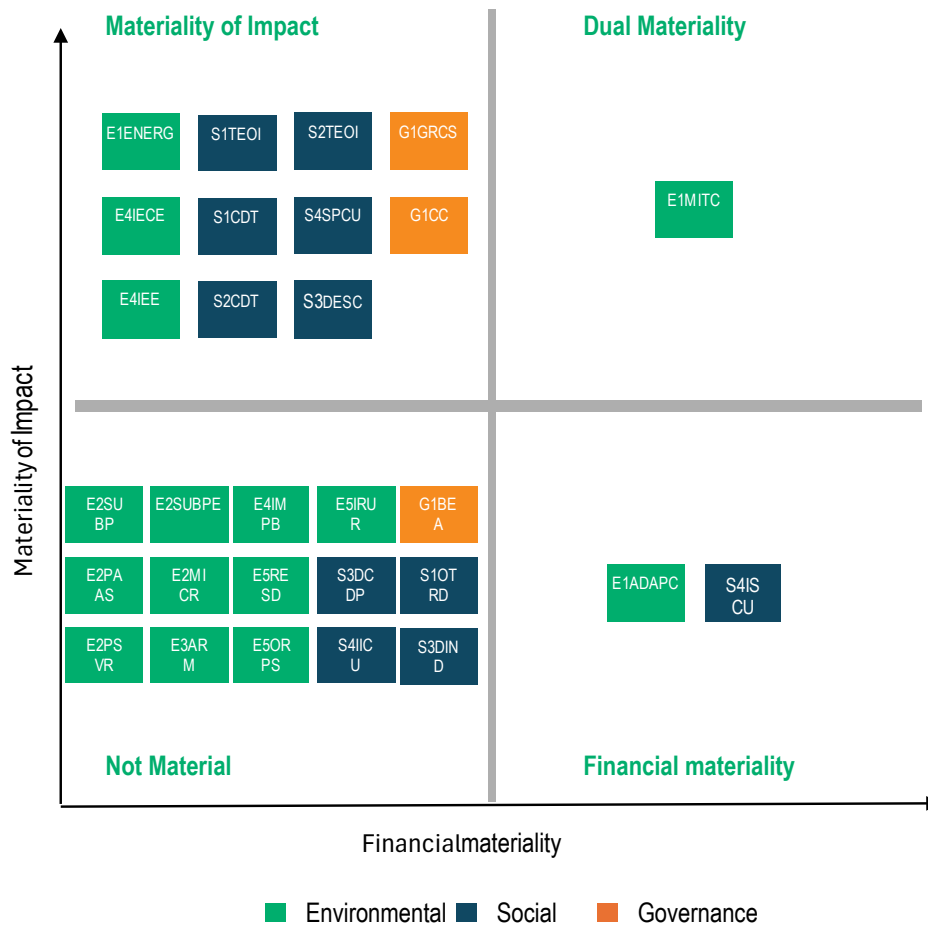 Materiality of Impact
Dual Materiality
E1ENERG
S1TEOI
S2TEOI
G1GRCS
E4IECE
S1CDT
S4SPCU
G1CC
E1MITC
E4IEE
S2CDT
S3DESC
Materiality of Impact
E2SU
BP
E2SUBPE
E4IM
PB
E5IRU
R
G1BE
A
E2PA
AS
E2MI
CR
E5RE
SD
S3DC
DP
S1OT
RD
E1ADAPC
S4IS
CU
E2PS
VR
E3AR
M
E5OR
PS
S4IIC
U
S3DIN
D
Not Material
Financial materiality
Financial materiality
Environmental
Social
Governance